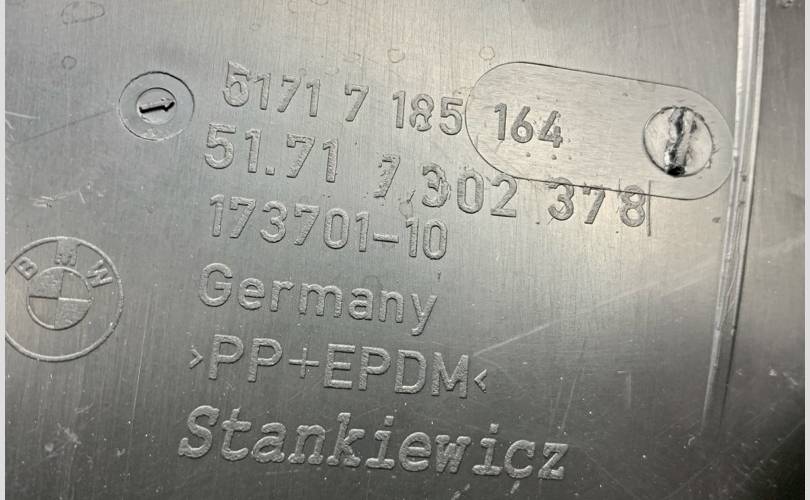 5171 7 185 164
51.71 7.302 378
173701-10
Germany
>PP+EPDM<
Stankiewicz
BMW